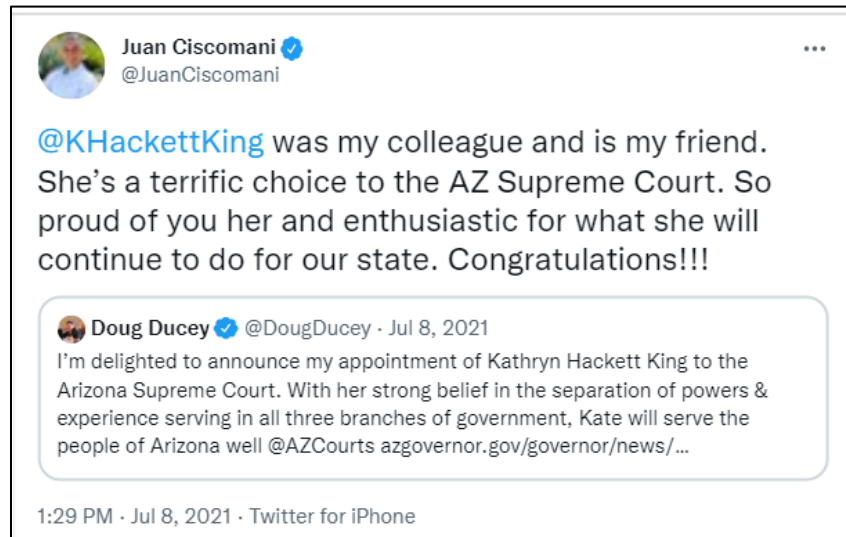 Juan Ciscomani
@JuanCiscomani
@KHackettKing was my colleague and is my friend.
She’s a terrific choice to the AZ Supreme Court. So
proud of you her and enthusiastic for what she will
continue to do for our state. Congratulations!!!
Doug Ducey @DougDucey · Jul 8, 2021
I’m delighted to announce my appointment of Kathryn Hackett King to the
Arizona Supreme Court. With her strong belief in the separation of powers &
experience serving in all three branches of government, Kate will serve the
people of Arizona well @AZCourts azgovernor.gov/governor/news/...
1:29 PM · Jul 8, 2021 · Twitter for iPhone